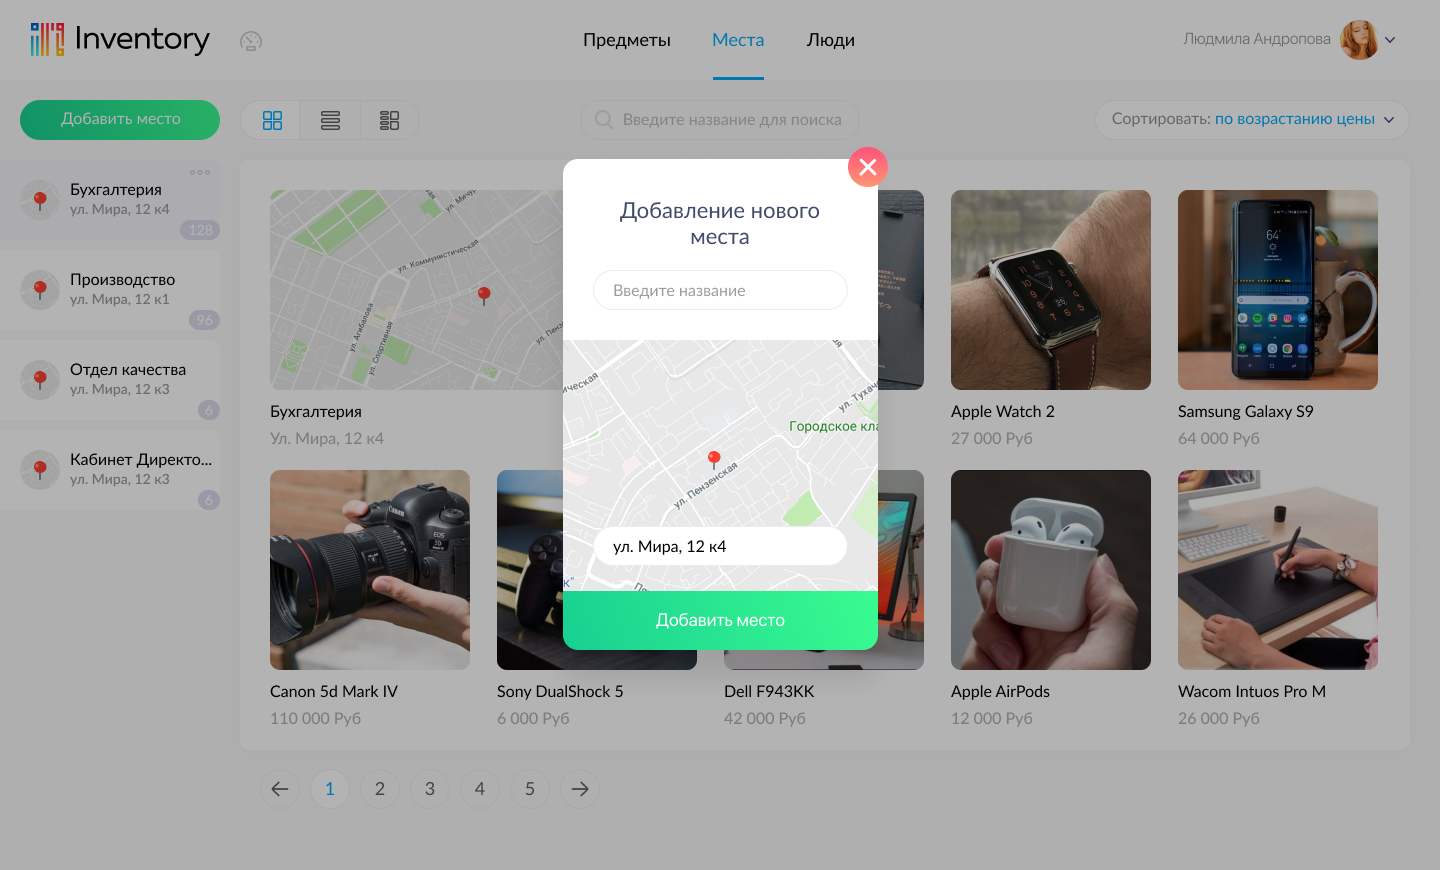 Inventory
Предметы
Места
Люди
Людмила Андропова
Добавить место
Введите название для поиска
Сортировать: по возрастанию цены
Бухгалтерия
ул. Мира, 12 к4
128
Производство
ул. Мира, 12 к1
96
Отдел качества
ул. Мира, 12 к3
6
Кабинет Директо...
ул. Мира, 12 к3
6
ул. Мичу
ул. Коммунистическая
ул. Агибалова
ул. Спортивная
ул. Пенз
Бухгалтерия
Ул. Мира, 12 к4
Добавление нового
места
Введите название
ическая
ул. Тухач
Городское кла
ул. Пензенская
ул. Мира, 12 к4
к"
Добавить место
64°
Apple Watch 2
27 000 Руб
Samsung Galaxy S9
64 000 Руб
Canon
EOS
5D
Canon 5d Mark IV
110 000 Руб
Sony DualShock 5
6 000 Руб
Dell F943KK
42 000 Руб
Apple AirPods
12 000 Руб
Wacom Intuos Pro M
26 000 Руб
1
2
3
4
5